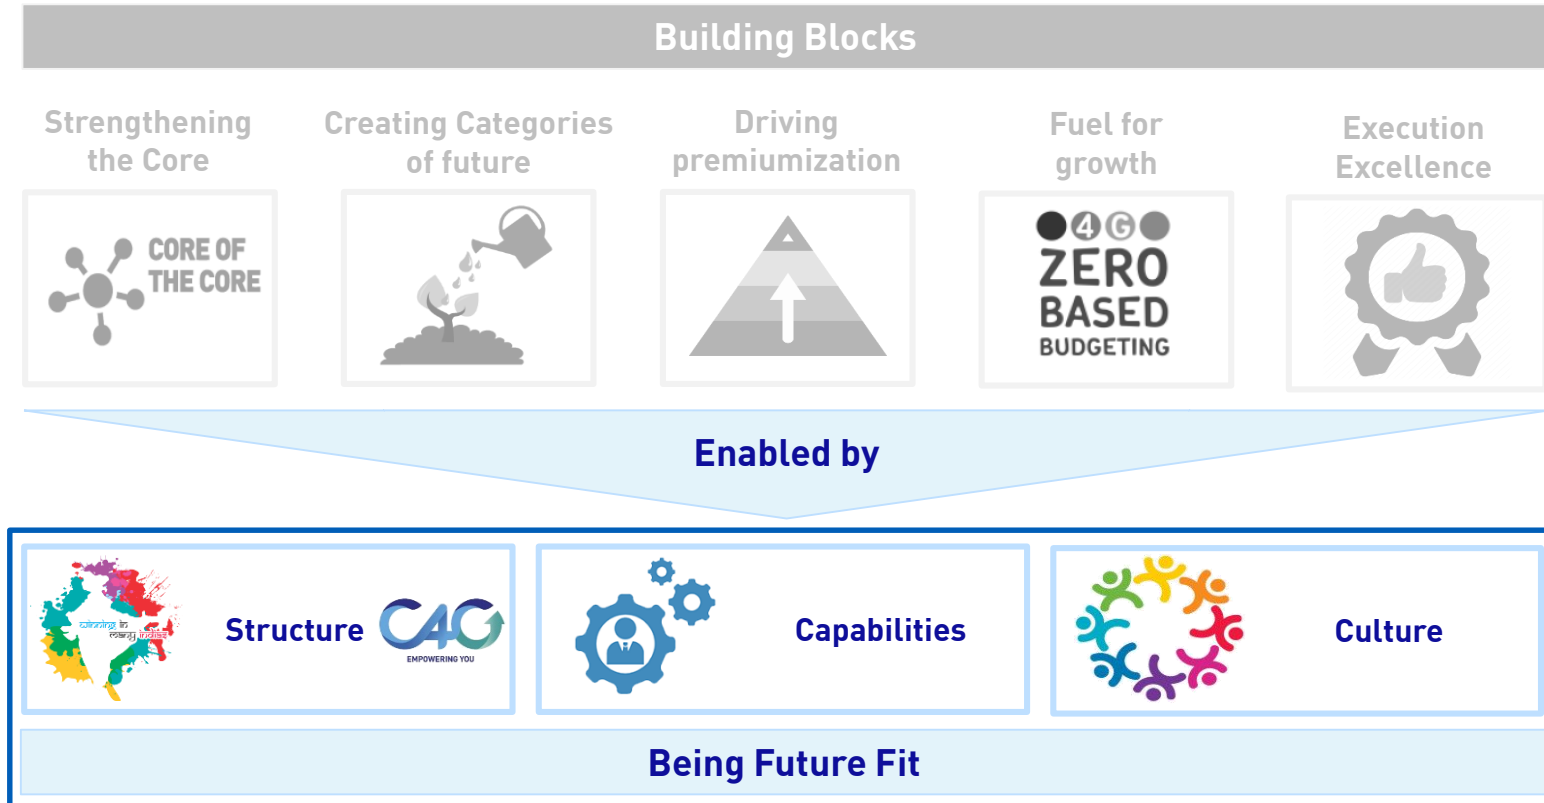 Building Blocks
Strengthening
the Core
Creating Categories
of future
Driving
premiumization
Fuel for
growth
Execution
Excellence
CORE OF
THE CORE
4G
ZERO
BASED
BUDGETING
Enabled by
winning in
many indias
Structure
C4G
EMPOWERING YOU
Capabilities
Culture
Being Future Fit